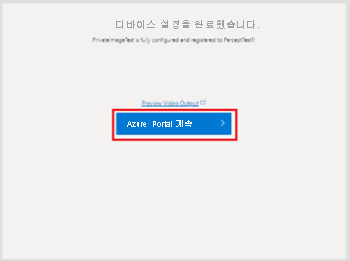 디바이스 설정을 완료했습니다.
PrivateImageTest is fully configured and registered to PerceptTest!!
Preview Video Output
Azure Portal 계속